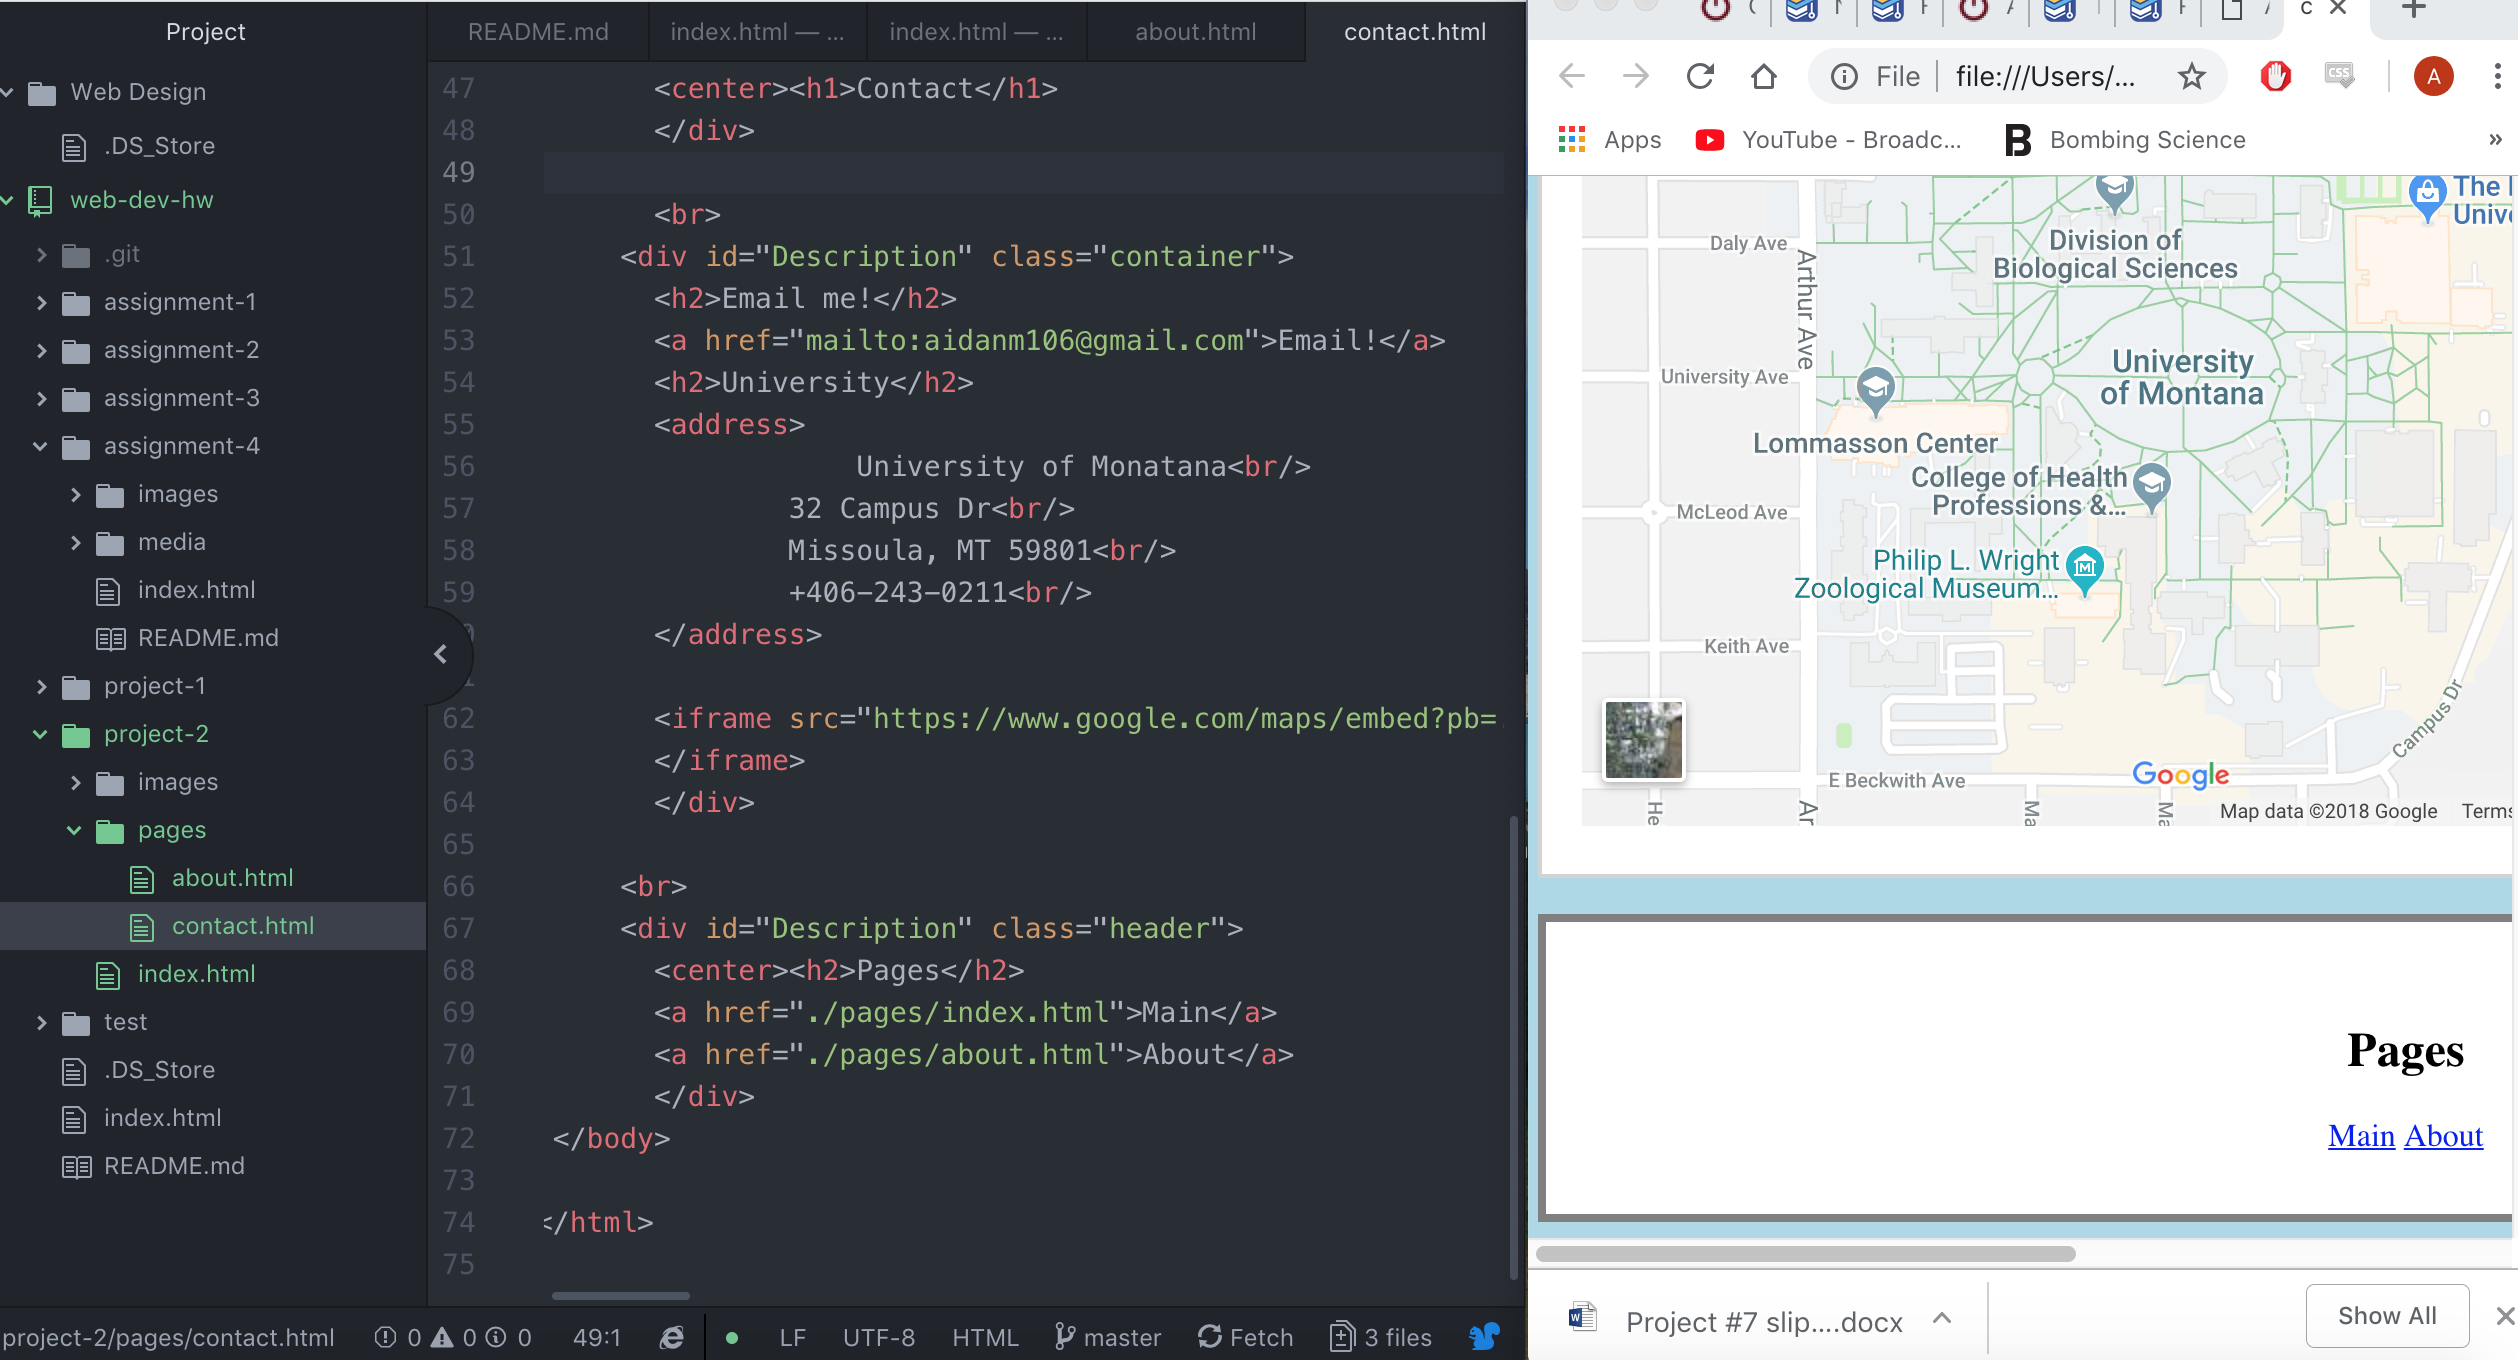 Project
Web Design
.DS_Store
web-dev-hw
.git
assignment-1
assignment-2
assignment-3
assignment-4
images
media
index.html
README.md
project-1
project-2
images
pages
about.html
contact.html
index.html
test
.DS_Store
index.html
README.md
README.md index.html — ... index.html — ... about.html contact.html
47 <center><h1>Contact</h1>
48 </div>
49
50 <br>
51 <div id="Description" class="container">
52 <h2>Email me!</h2>
53 <a href="mailto:aidanm106@gmail.com">Email!</a>
54 <h2>University</h2>
55 <address>
56 University of Monatana<br/>
57 32 Campus Dr<br/>
58 Missoula, MT 59801<br/>
59 +406-243-0211<br/>
</address>
62 <iframe src="https://www.google.com/maps/embed?pb=
63 </iframe>
64 </div>
65
66 <br>
67 <div id="Description" class="header">
68 <center><h2>Pages</h2>
69 <a href="./pages/index.html">Main</a>
70 <a href="./pages/about.html">About</a>
71 </div>
72 </body>
73
74 </html>
75
project-2/pages/contact.html 0 0 0 49:1 LF UTF-8 HTML master Fetch 3 files
c
File file:///Users/... A
CSS
Apps YouTube - Broadc... B Bombing Science »
The
Daly Ave
Arthur Ave
Division of
Biological Sciences
University Ave
University
of Montana
Lommasson Center
College of Health
Professions &...
McLeod Ave
Philip L. Wright
Zoological Museum...
Keith Ave
Campus Dr
E Beckwith Ave
Google
He Ar Ma Ma
Map data ©2018 Google Terms
Pages
Main About
W Project #7 slip....docx Show All